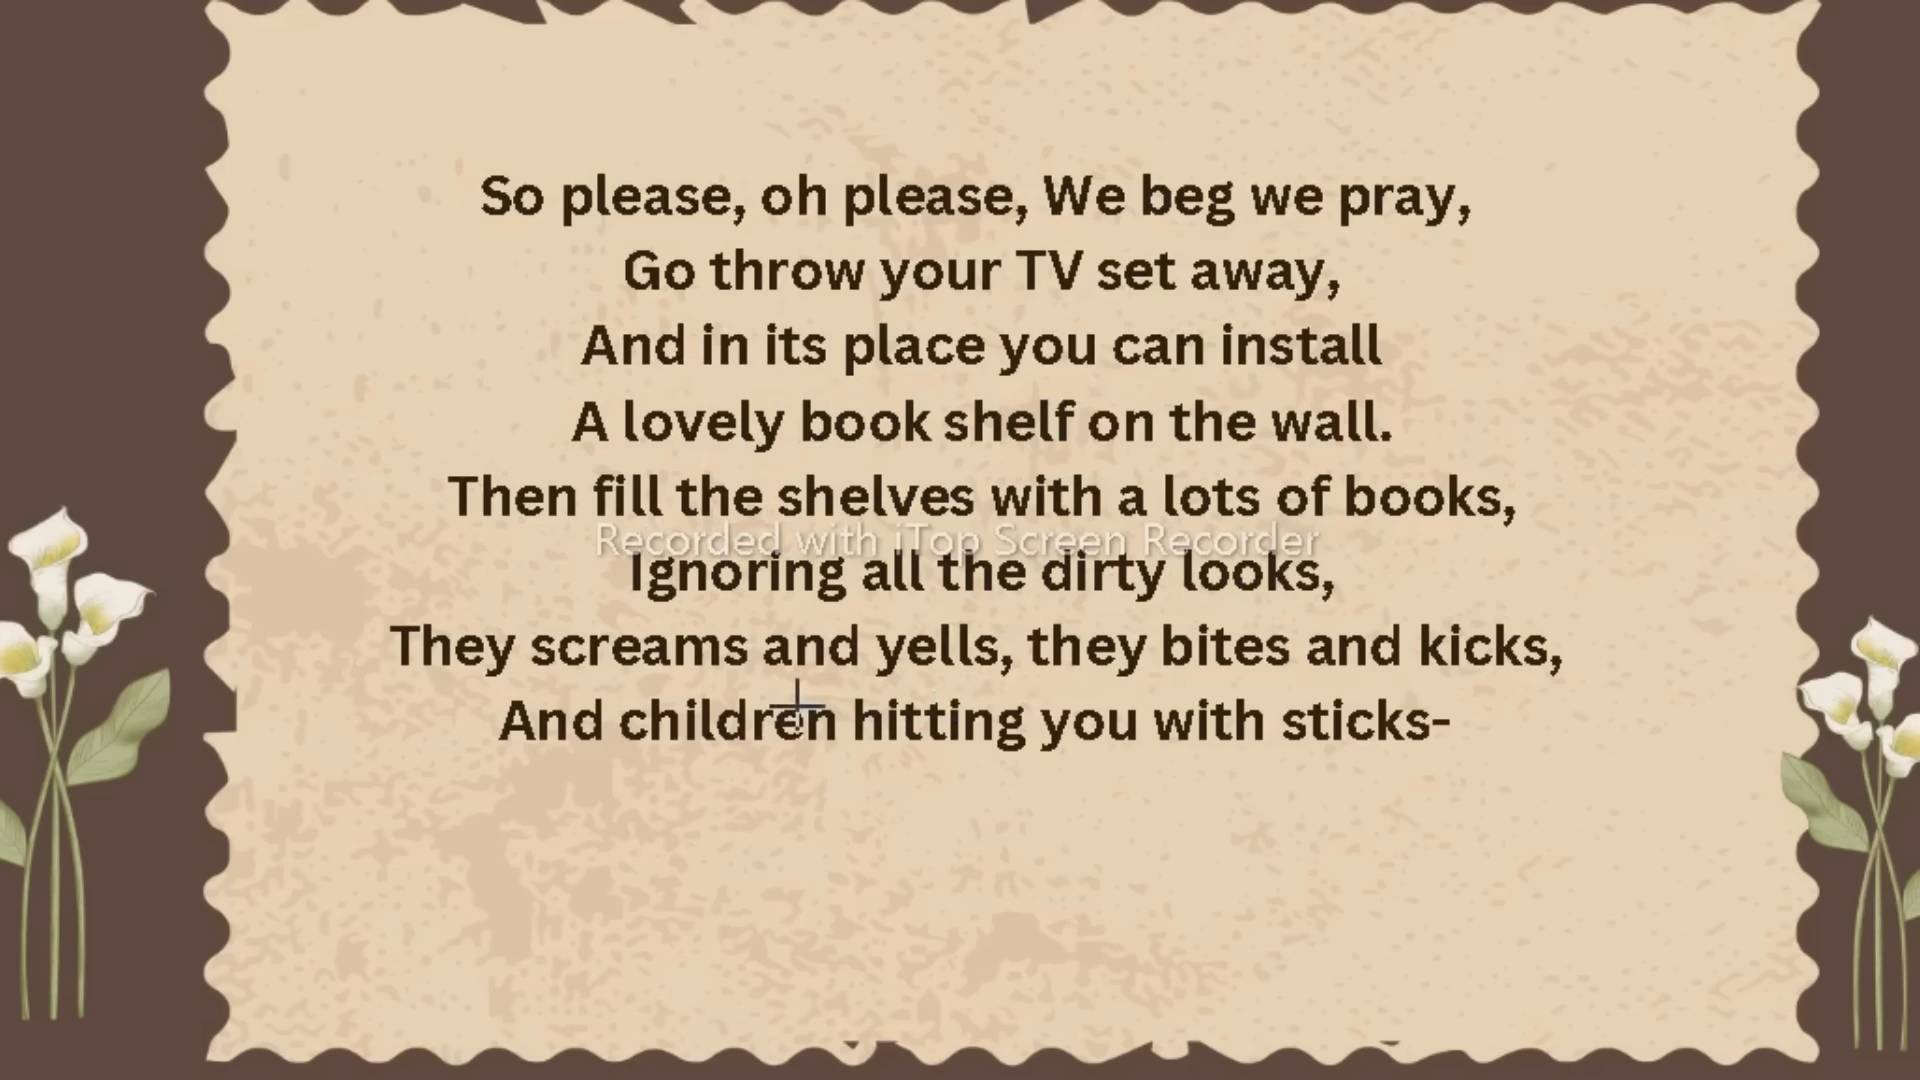 So please, oh please, We beg we pray,
Go throw your TV set away,
And in its place you can install
A lovely book shelf on the wall.
Then fill the shelves with a lots of books,
Recorded with iTop Screen Recorder
Ignoring all the dirty looks,
They screams and yells, they bites and kicks,
And children hitting you with sticks-